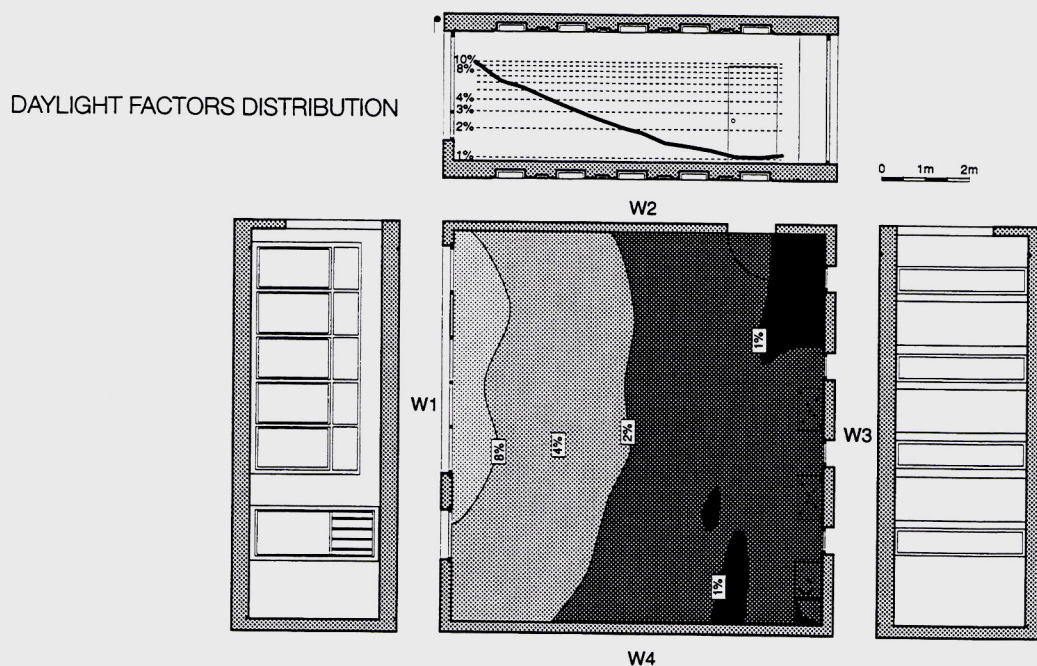 DAYLIGHT FACTORS DISTRIBUTION
10%
8%
4%
3%
2%
1%
0 1m 2m
W2
W1
W3
W4
8%
4%
2%
1%
1%